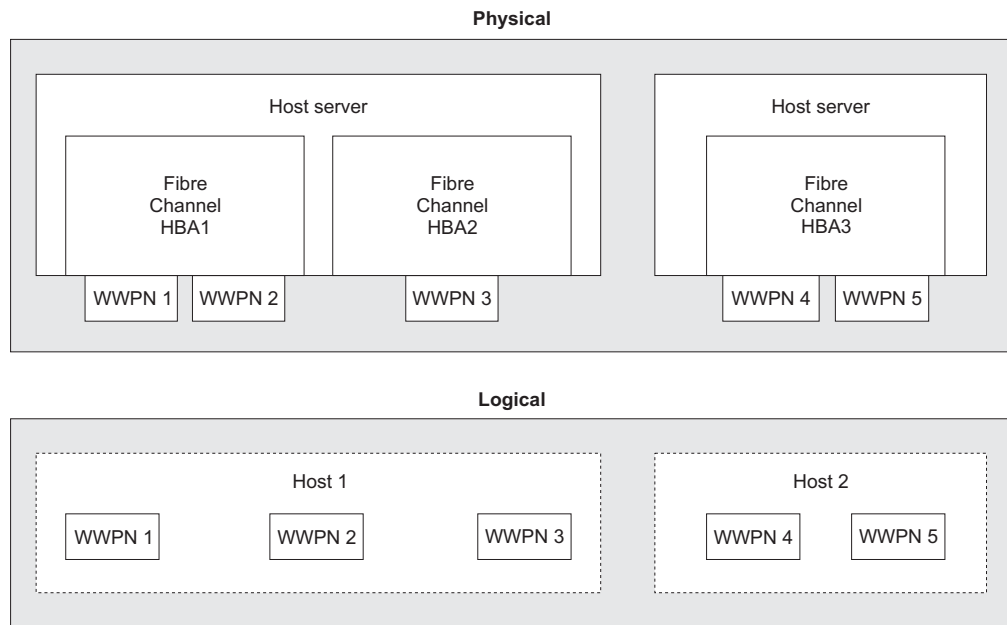 Physical
Host server
Host server
Fibre
Channel
HBA1
Fibre
Channel
HBA2
Fibre
Channel
HBA3
WWPN 1
WWPN 2
WWPN 3
WWPN 4
WWPN 5
Logical
Host 1
Host 2
WWPN 1
WWPN 2
WWPN 3
WWPN 4
WWPN 5